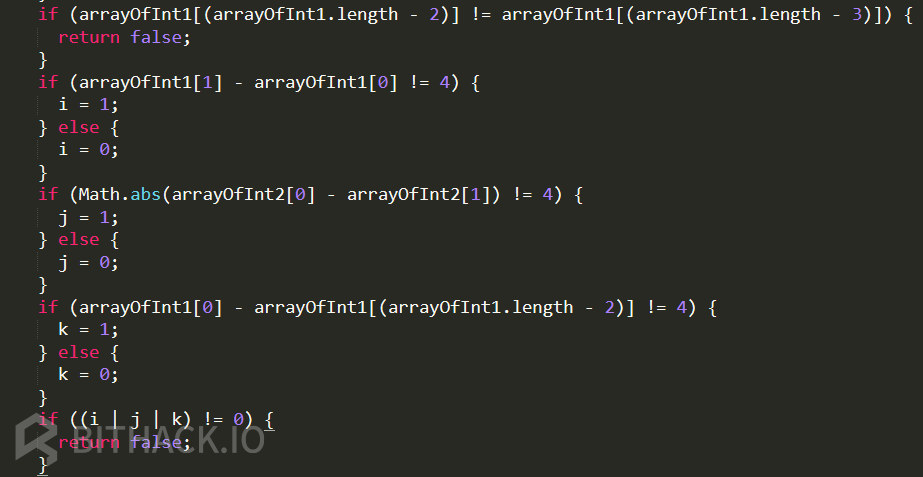 if (arrayOfInt1[(arrayOfInt1.length - 2)] != arrayOfInt1[(arrayOfInt1.length - 3)]) {
  return false;
}
if (arrayOfInt1[1] - arrayOfInt1[0] != 4) {
  i = 1;
} else {
  i = 0;
}
if (Math.abs(arrayOfInt2[0] - arrayOfInt2[1]) != 4) {
  j = 1;
} else {
  j = 0;
}
if (arrayOfInt1[0] - arrayOfInt1[(arrayOfInt1.length - 2)] != 4) {
  k = 1;
} else {
  k = 0;
}
if ((i | j | k) != 0) {
  return false;
}
BITHACK.IO